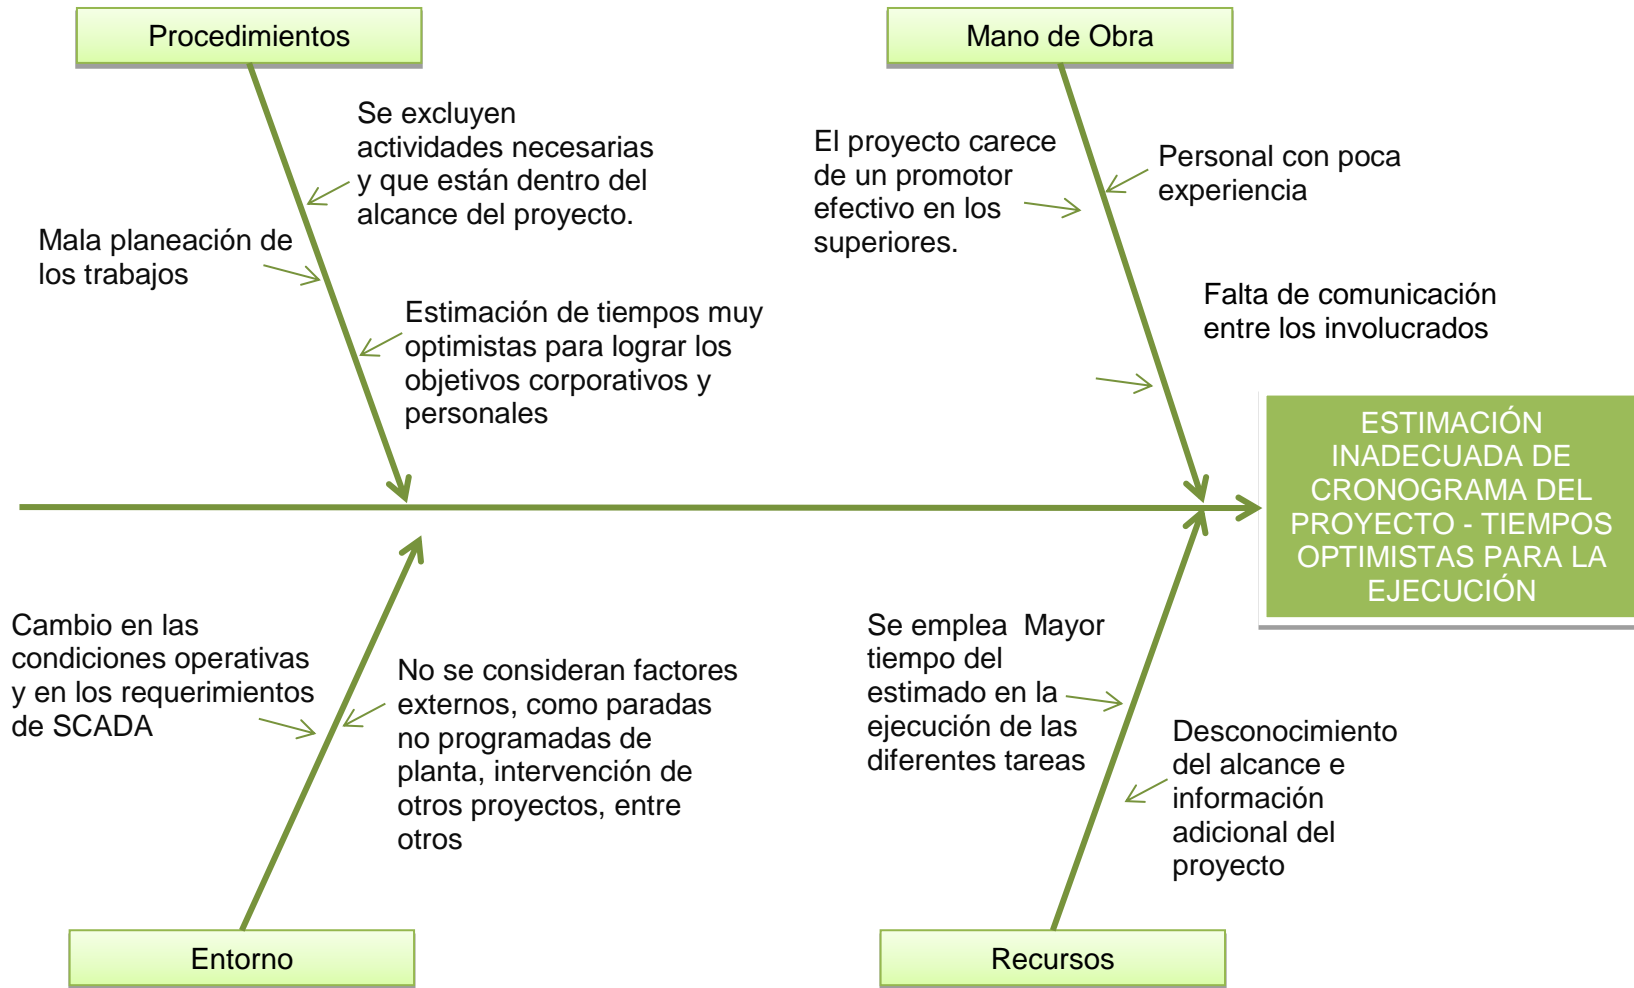 Procedimientos
Mano de Obra
Se excluyen
actividades necesarias
y que están dentro del
alcance del proyecto.
Mala planeación de
los trabajos
Estimación de tiempos muy
optimistas para lograr los
objetivos corporativos y
personales
El proyecto carece
de un promotor
efectivo en los
superiores.
Personal con poca
experiencia
Falta de comunicación
entre los involucrados
ESTIMACIÓN
INADECUADA DE
CRONOGRAMA DEL
PROYECTO - TIEMPOS
OPTIMISTAS PARA LA
EJECUCIÓN
Cambio en las
condiciones operativas
y en los requerimientos
de SCADA
No se consideran factores
externos, como paradas
no programadas de
planta, intervención de
otros proyectos, entre
otros
Se emplea  Mayor
tiempo del
estimado en la
ejecución de las
diferentes tareas
Desconocimiento
del alcance e
información
adicional del
proyecto
Entorno
Recursos